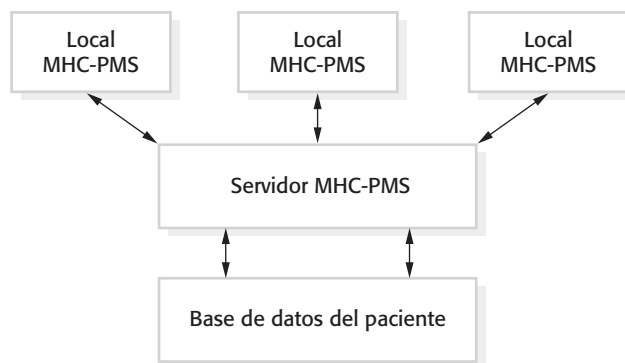 Local
MHC-PMS
Local
MHC-PMS
Local
MHC-PMS
Servidor MHC-PMS
Base de datos del paciente